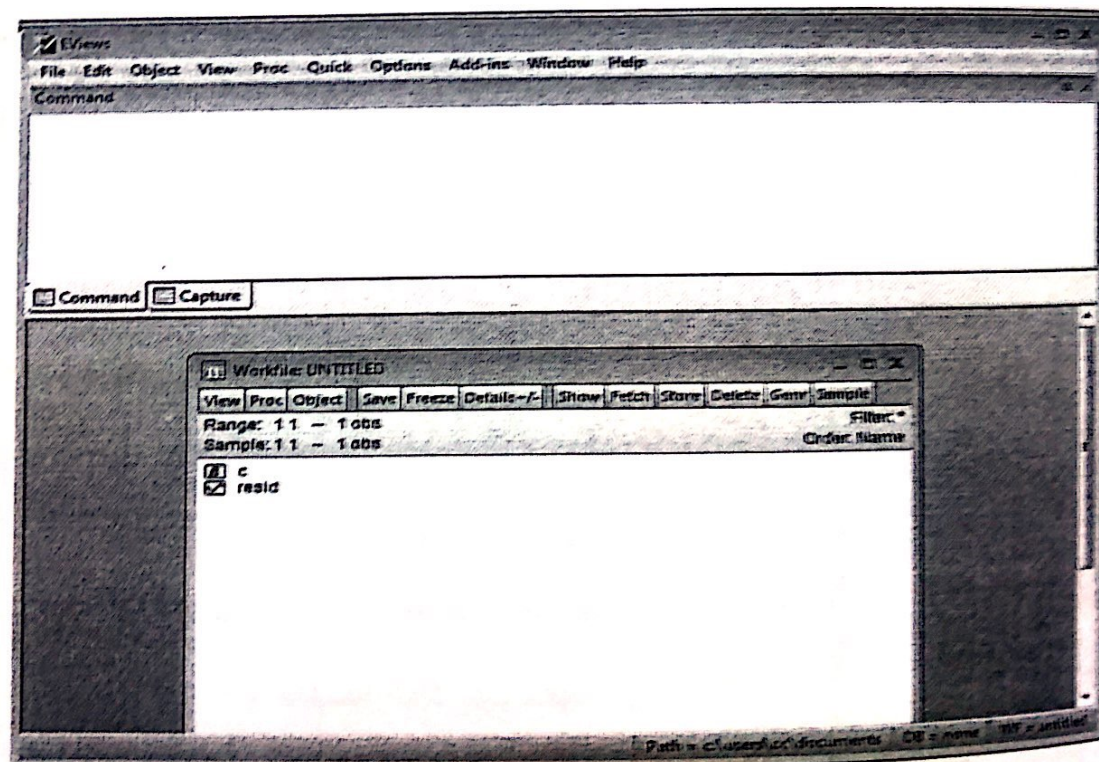 EViews
File Edit Object View Proc Quick Options Add-ins Window Help
Command
Command Capture
Workfile: UNTITLED
View Proc Object Save Freeze Details+/- Show Fetch Store Delete Genr Sample
Range: 1 1 – 1 obs Filter: *
Sample: 1 1 – 1 obs Order: Name
c
resid
Path = DB = none WF = untitled